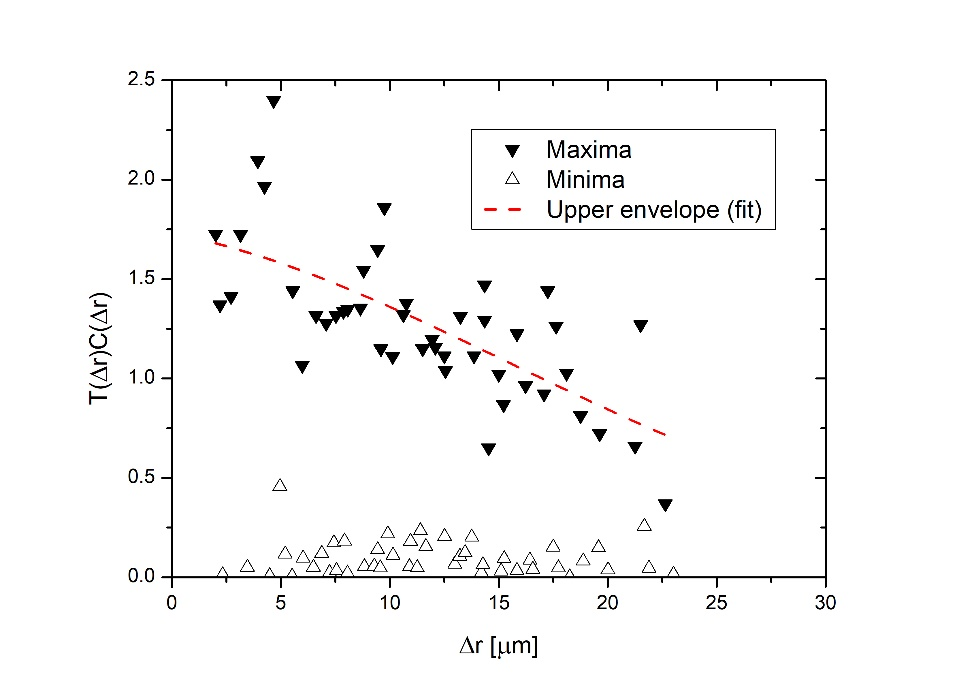 2.5
2.0
1.5
1.0
0.5
0.0
T(Δr)C(Δr)
Maxima
Minima
Upper envelope (fit)
0 5 10 15 20 25 30
Δr [μm]